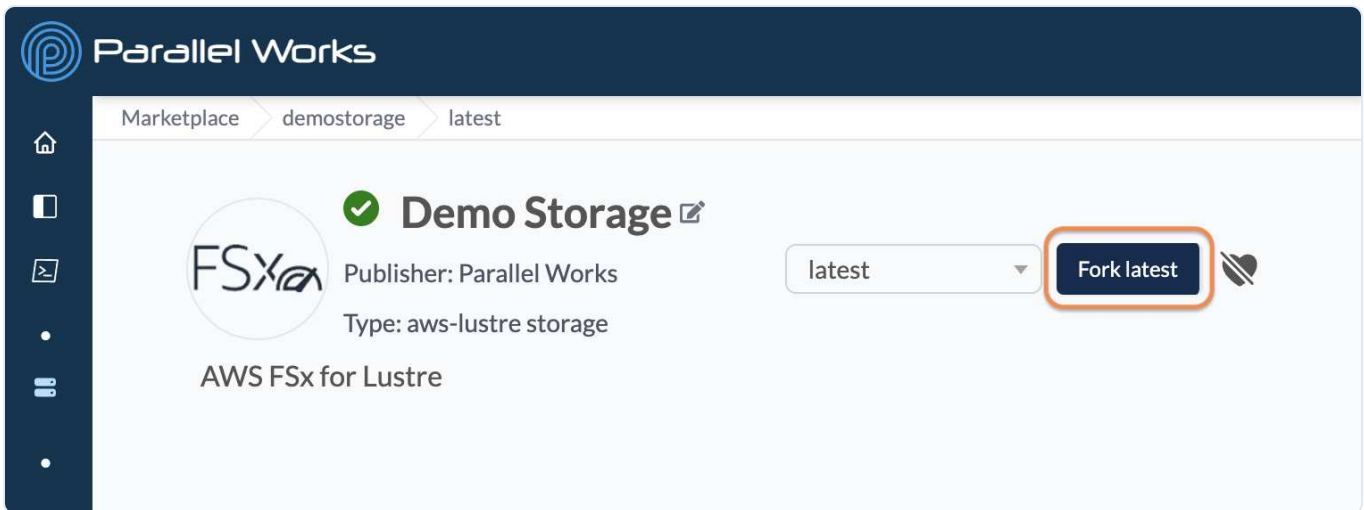 Parallel Works
Marketplace demostorage latest
Demo Storage
FSx
Publisher: Parallel Works
latest
Fork latest
Type: aws-lustre storage
AWS FSx for Lustre